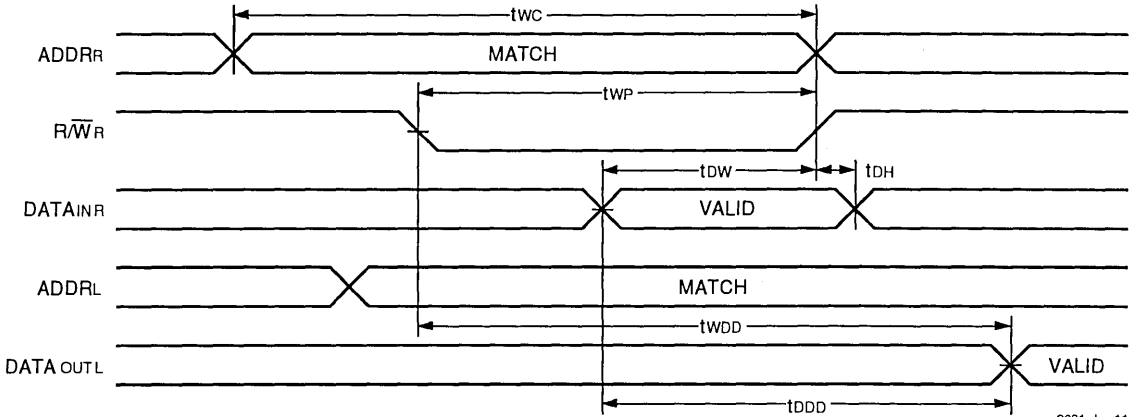 tWC
ADDRR MATCH
tWP
R/W̅R
tDW tDH
DATAINR VALID
ADDRL MATCH
tWDD
DATAOUTL VALID
tDDD